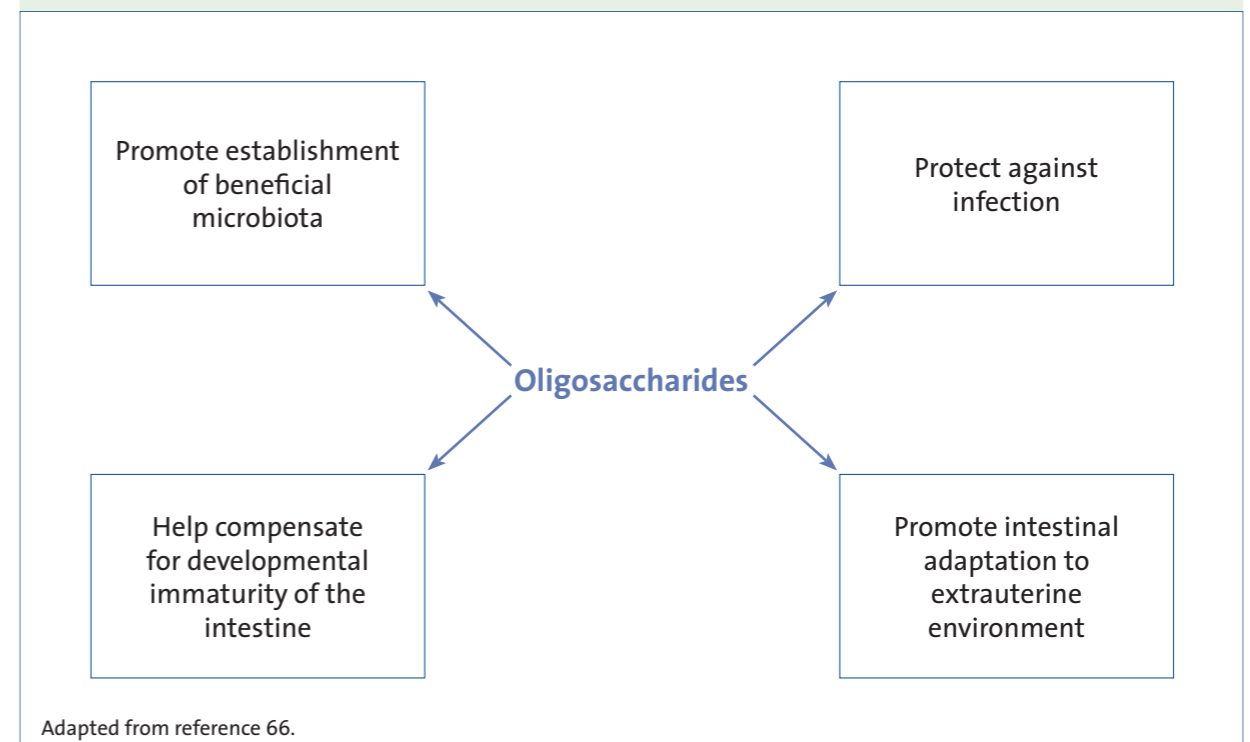 Promote establishment
of beneficial
microbiota
Protect against
infection
Oligosaccharides
Help compensate
for developmental
immaturity of the
intestine
Promote intestinal
adaptation to
extrauterine
environment
Adapted from reference 66.